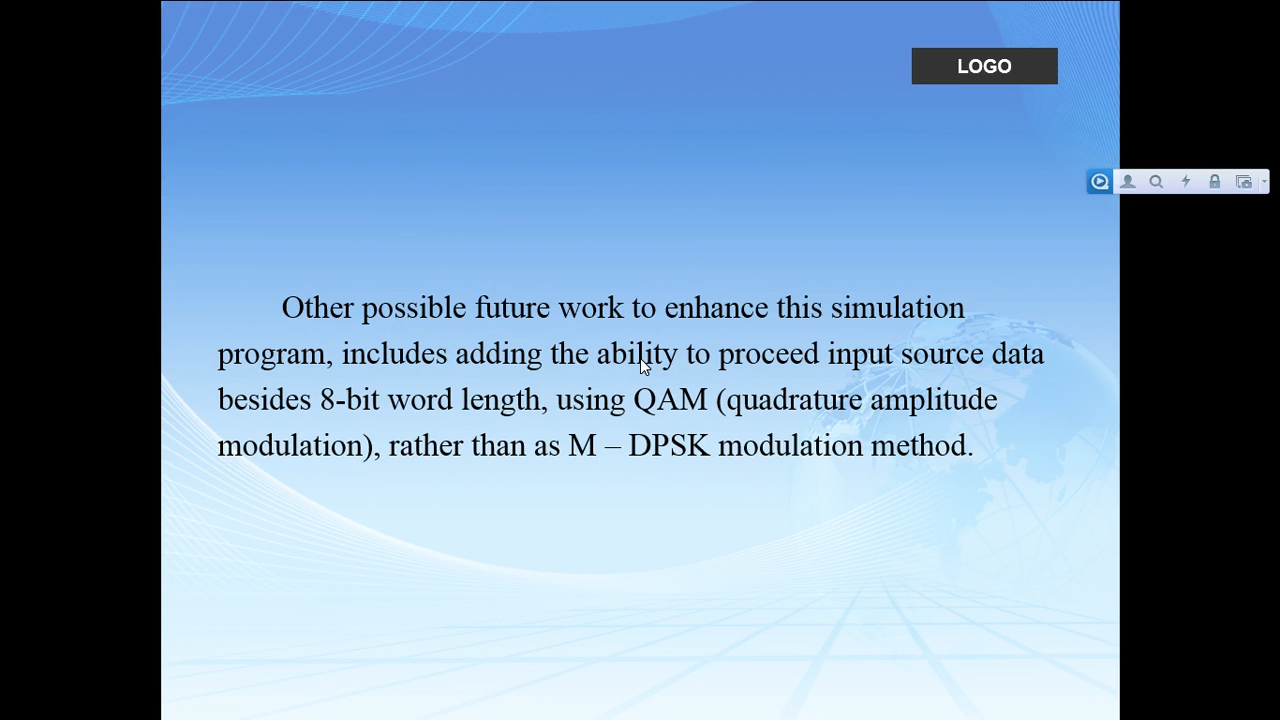 LOGO
Other possible future work to enhance this simulation
program, includes adding the ability to proceed input source data
besides 8-bit word length, using QAM (quadrature amplitude
modulation), rather than as M – DPSK modulation method.